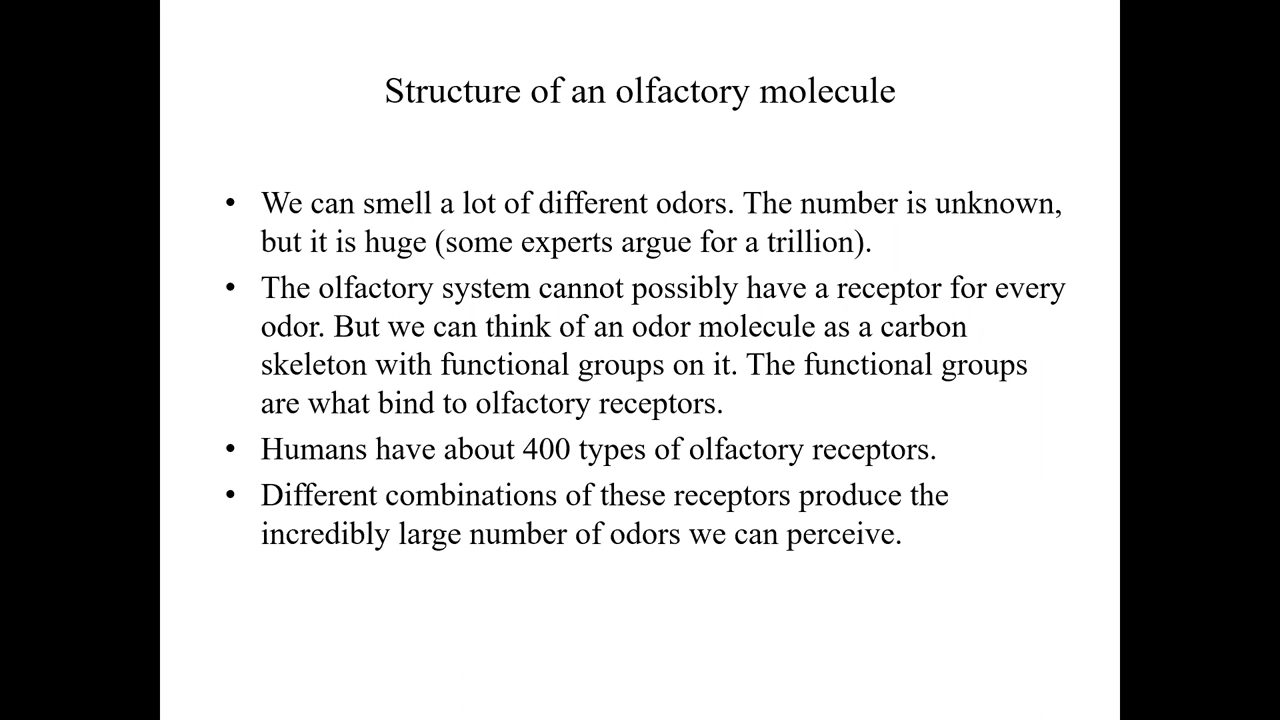 Structure of an olfactory molecule
• We can smell a lot of different odors. The number is unknown,
but it is huge (some experts argue for a trillion).
• The olfactory system cannot possibly have a receptor for every
odor. But we can think of an odor molecule as a carbon
skeleton with functional groups on it. The functional groups
are what bind to olfactory receptors.
• Humans have about 400 types of olfactory receptors.
• Different combinations of these receptors produce the
incredibly large number of odors we can perceive.